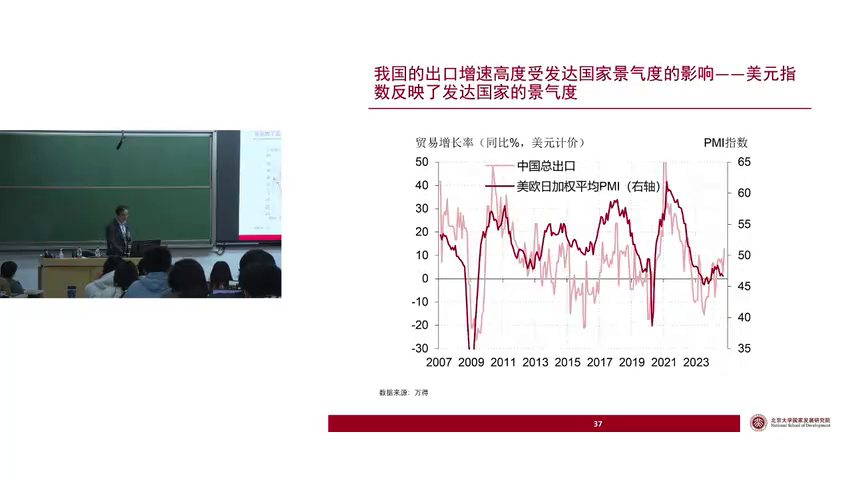 我国的出口增速高度受发达国家景气度的影响——美元指
数反映了发达国家的景气度
贸易增长率（同比%，美元计价）
PMI指数
中国总出口
美欧日加权平均PMI（右轴）
50
40
30
20
10
0
-10
-20
-30
65
60
55
50
45
40
35
2007 2009 2011 2013 2015 2017 2019 2021 2023
数据来源：万得
37
北京大学国家发展研究院
National School of Development